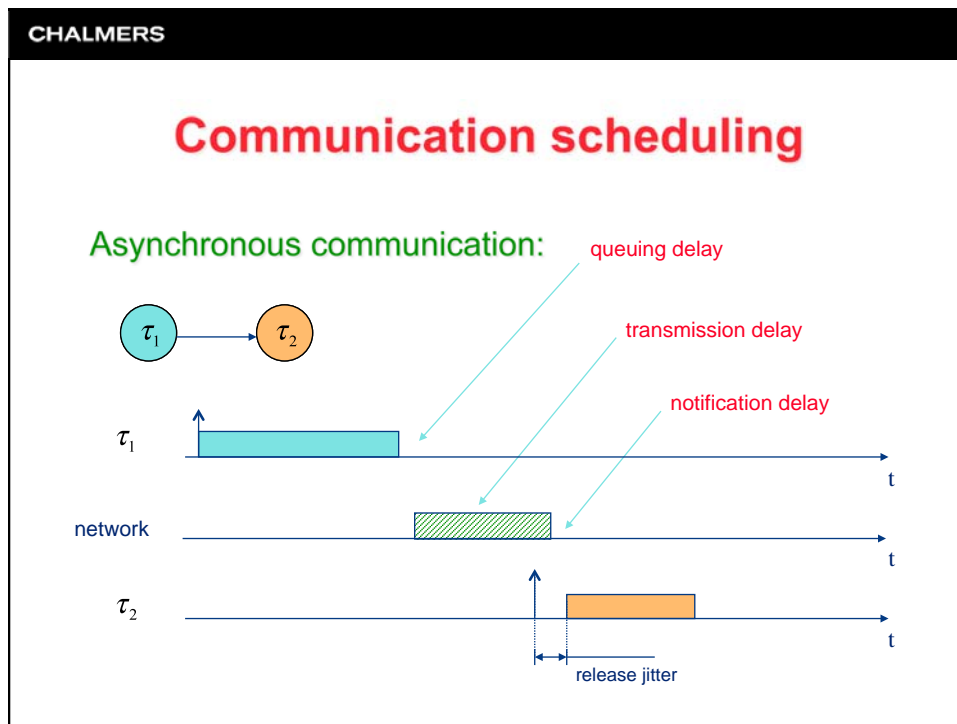 CHALMERS
Communication scheduling
Asynchronous communication:
queuing delay
τ₁
τ₂
transmission delay
notification delay
τ₁
t
network
t
τ₂
t
release jitter